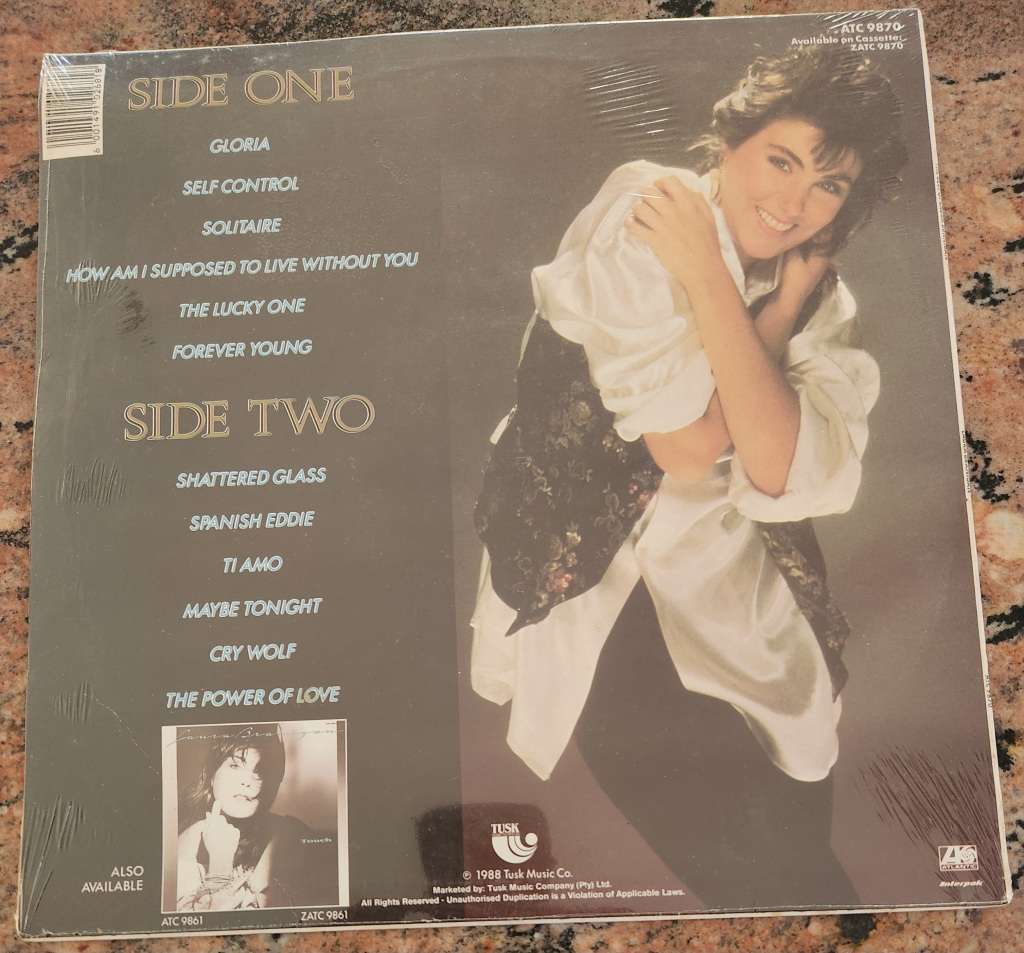 ATC 9870
Available on Cassette:
ZATC 9870
SIDE ONE
GLORIA
SELF CONTROL
SOLITAIRE
HOW AM I SUPPOSED TO LIVE WITHOUT YOU
THE LUCKY ONE
FOREVER YOUNG
SIDE TWO
SHATTERED GLASS
SPANISH EDDIE
TI AMO
MAYBE TONIGHT
CRY WOLF
THE POWER OF LOVE
Laura Branigan
Touch
ALSO
AVAILABLE
ATC 9861
ZATC 9861
TUSK
℗ 1988 Tusk Music Co.
Marketed by: Tusk Music Company (Pty) Ltd.
All Rights Reserved · Unauthorised Duplication is a Violation of Applicable Laws.
ATLANTIC
Interpak